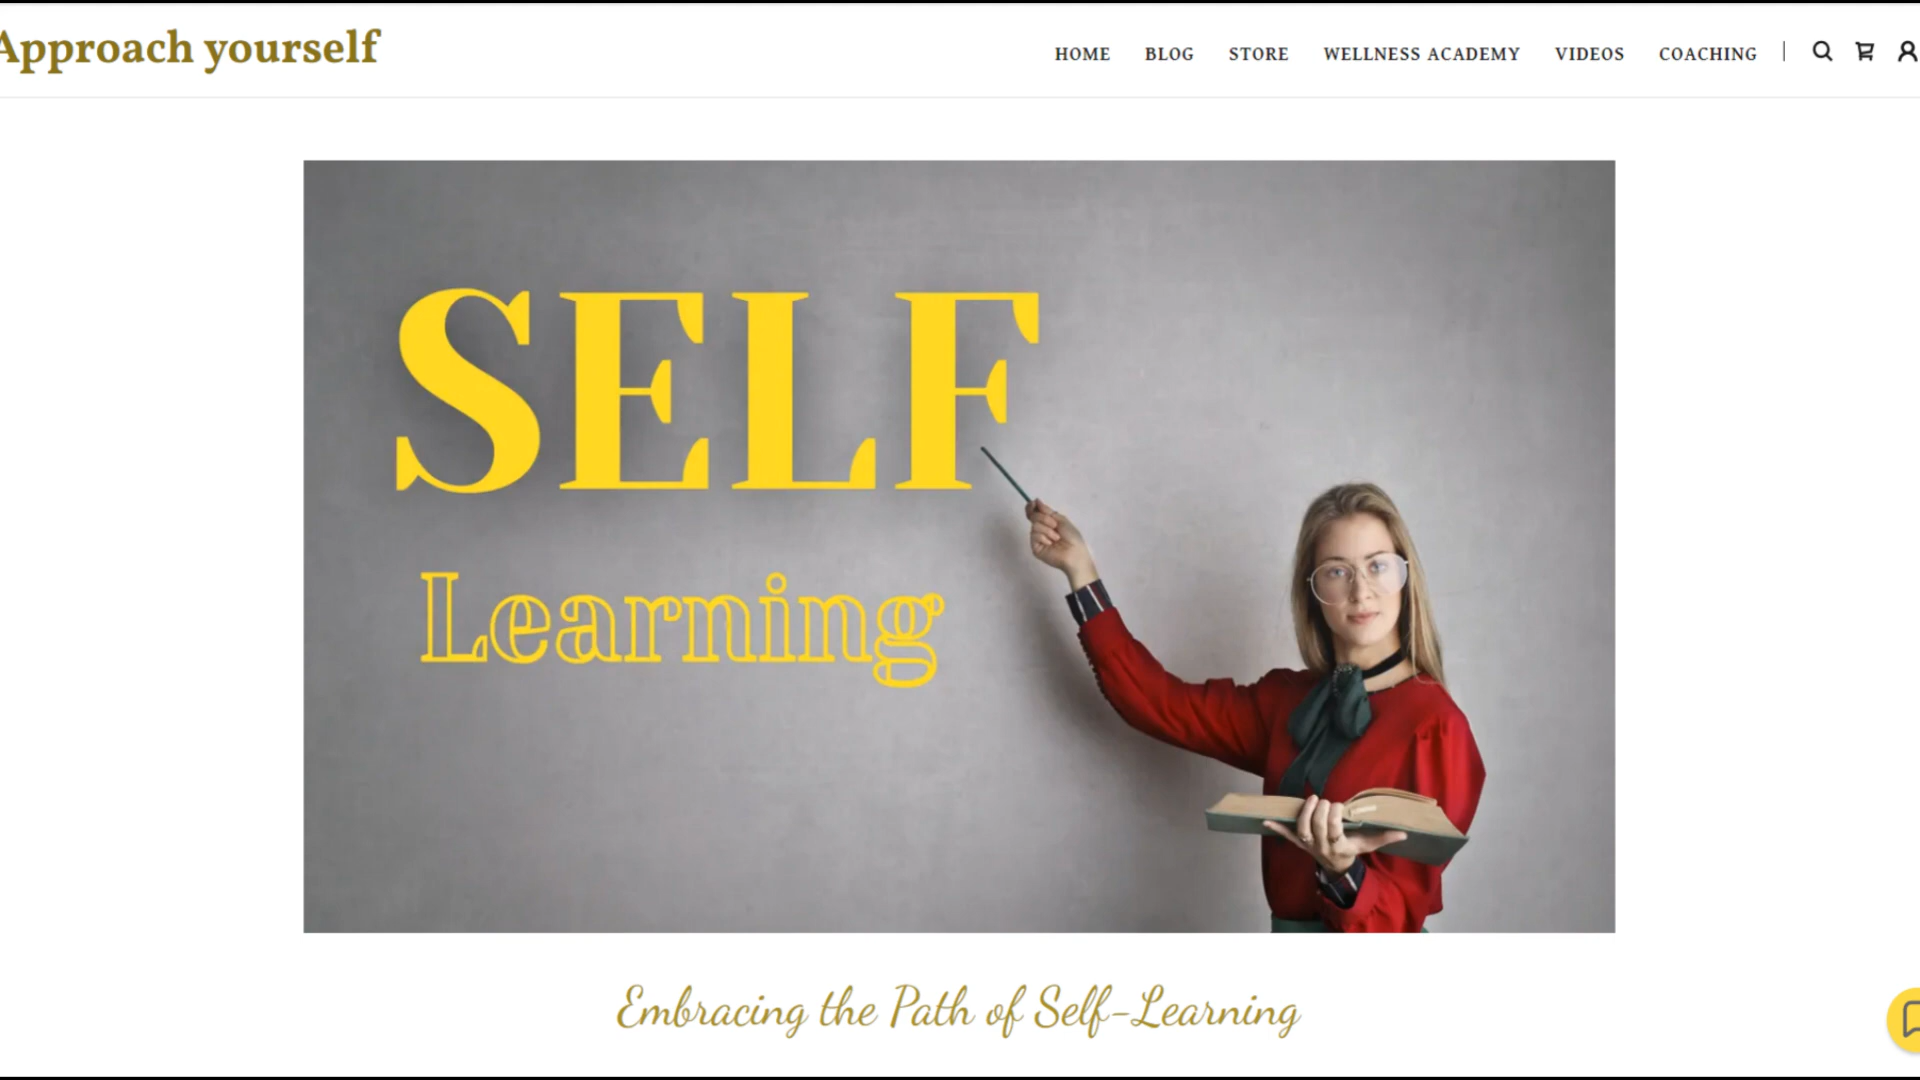 Approach yourself
HOME BLOG STORE WELLNESS ACADEMY VIDEOS COACHING
SELF
Learning
Embracing the Path of Self-Learning